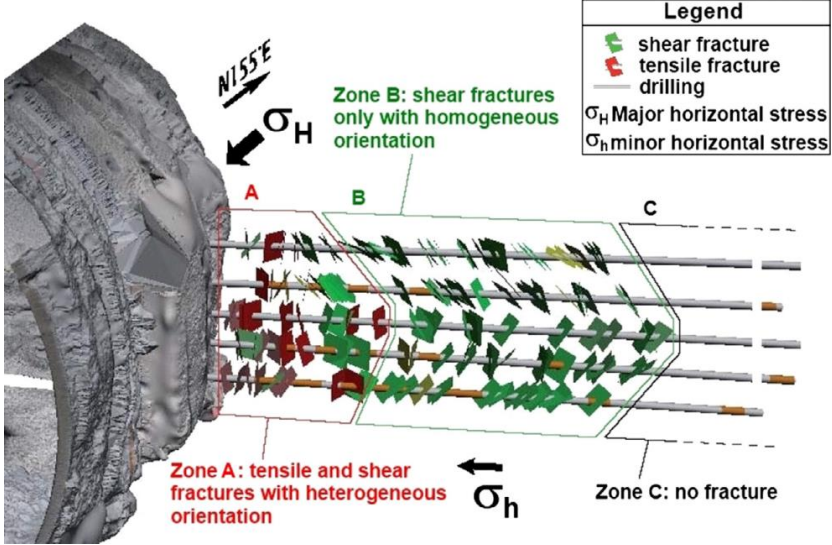 Legend
shear fracture
tensile fracture
drilling
σH Major horizontal stress
σh minor horizontal stress
N155°E
σH
Zone B: shear fractures
only with homogeneous
orientation
A
B
C
Zone A: tensile and shear
fractures with heterogeneous
orientation
σh
Zone C: no fracture